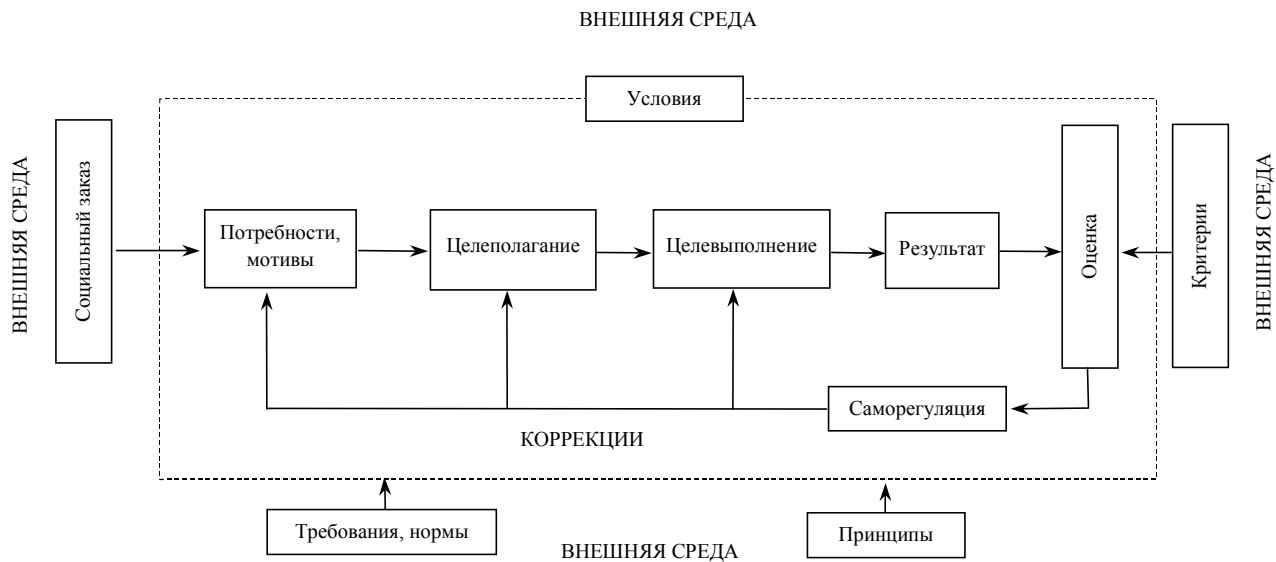 ВНЕШНЯЯ СРЕДА
Условия
ВНЕШНЯЯ СРЕДА
Социальный заказ
Потребности,
мотивы
Целеполагание
Целевыполнение
Результат
Оценка
Критерии
ВНЕШНЯЯ СРЕДА
Саморегуляция
КОРРЕКЦИИ
Требования, нормы
Принципы
ВНЕШНЯЯ СРЕДА